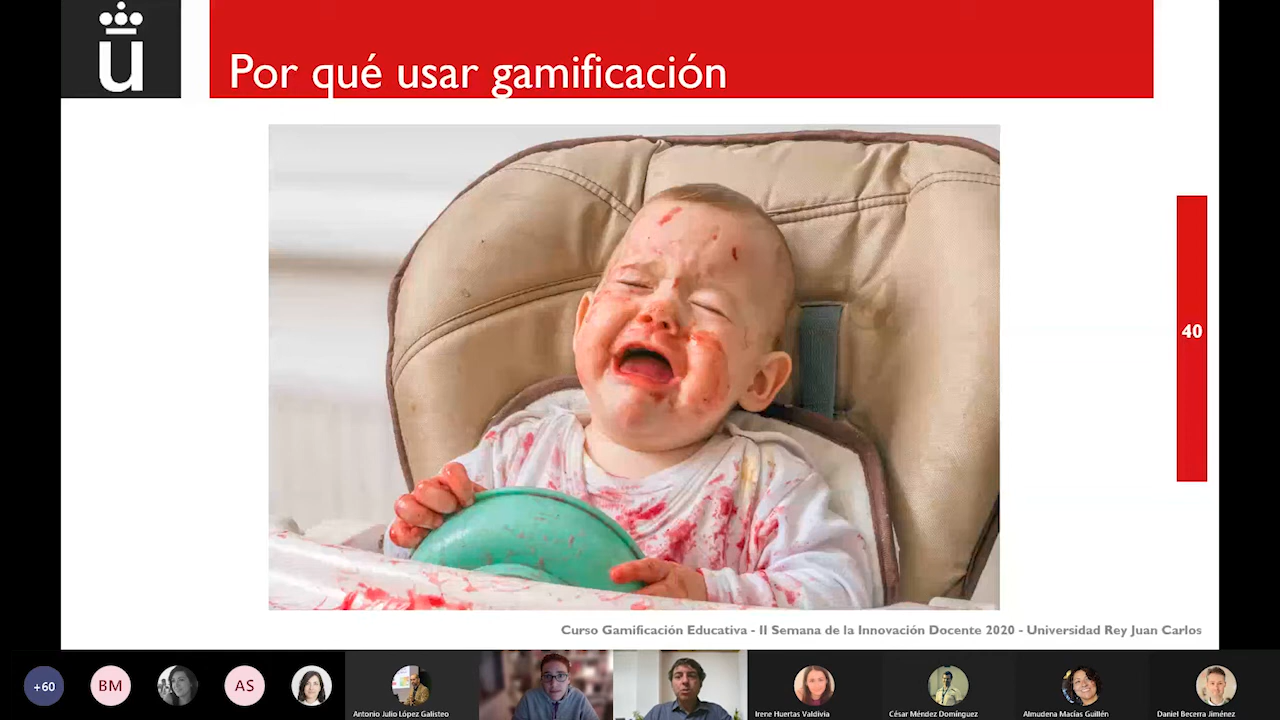 u
Por qué usar gamificación
40
Curso Gamificación Educativa - II Semana de la Innovación Docente 2020 - Universidad Rey Juan Carlos
+60
BM
AS
Antonio Julio López Galisteo
Irene Huertas Valdivia
César Méndez Domínguez
Almudena Macías Guillén
Daniel Becerra Jiménez